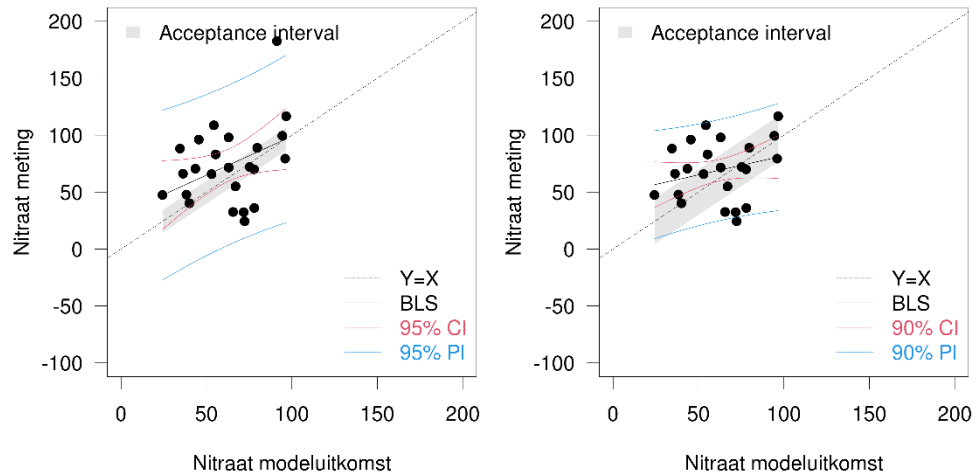 Acceptance interval
200
150
100
50
0
-50
-100
Nitraat meting
Y=X
BLS
95% CI
95% PI
0 50 100 150 200
Nitraat modeluitkomst
Acceptance interval
200
150
100
50
0
-50
-100
Nitraat meting
Y=X
BLS
90% CI
90% PI
0 50 100 150 200
Nitraat modeluitkomst